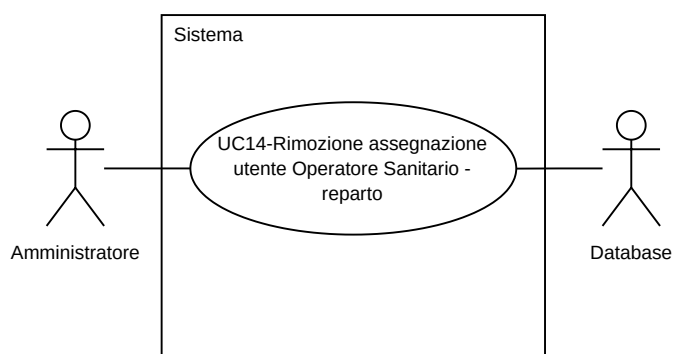 Sistema
UC14-Rimozione assegnazione
utente Operatore Sanitario -
reparto
Amministratore
Database